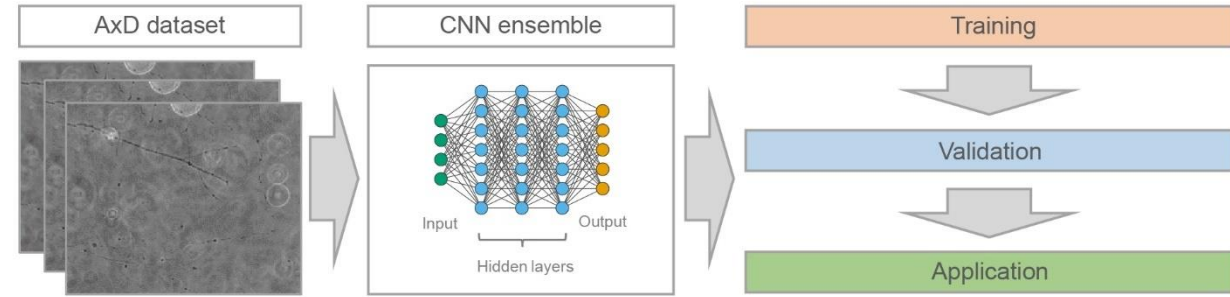 AxD dataset
CNN ensemble
Training
Validation
Input
Output
Hidden layers
Application